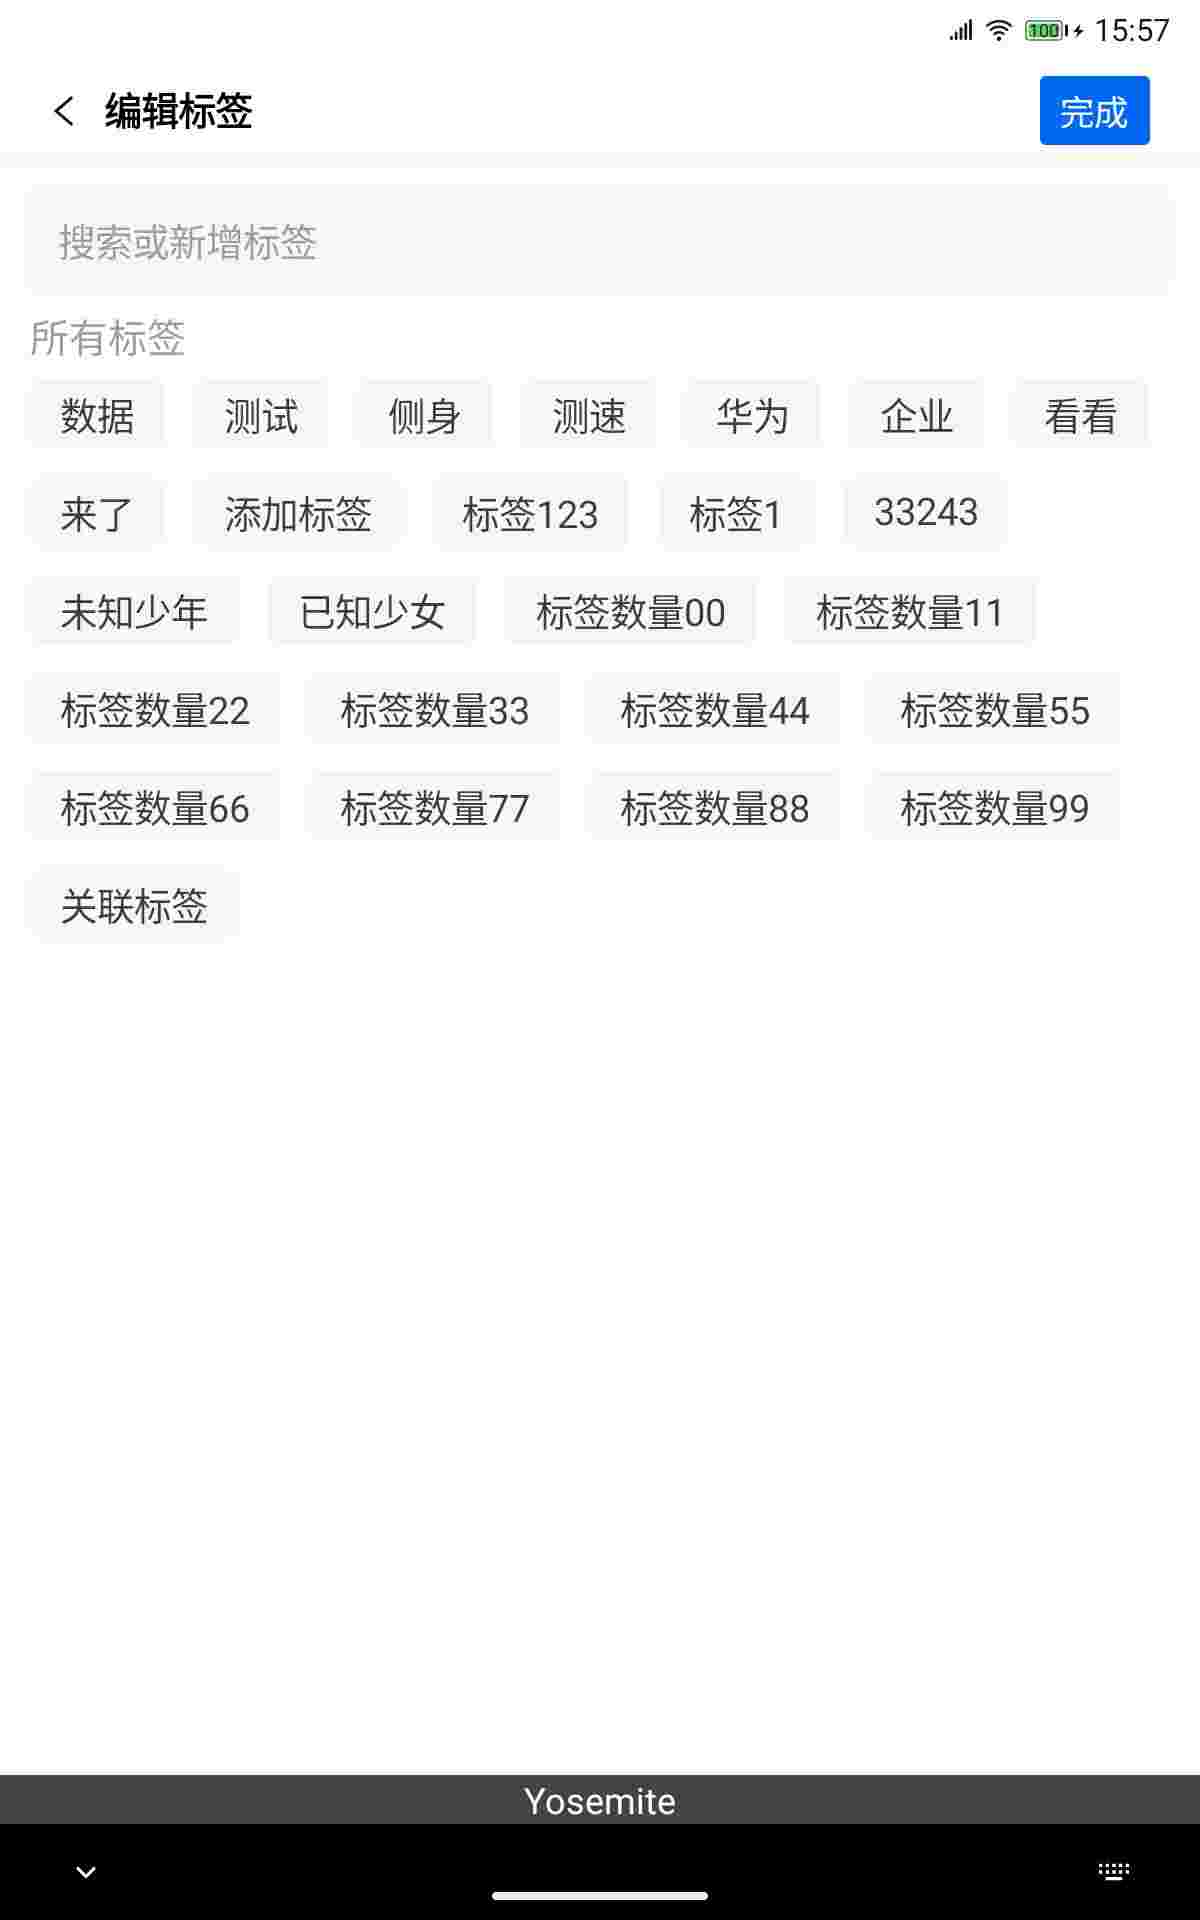 100 15:57
编辑标签 完成
搜索或新增标签
所有标签
数据 测试 侧身 测速 华为 企业 看看
来了 添加标签 标签123 标签1 33243
未知少年 已知少女 标签数量00 标签数量11
标签数量22 标签数量33 标签数量44 标签数量55
标签数量66 标签数量77 标签数量88 标签数量99
关联标签
Yosemite